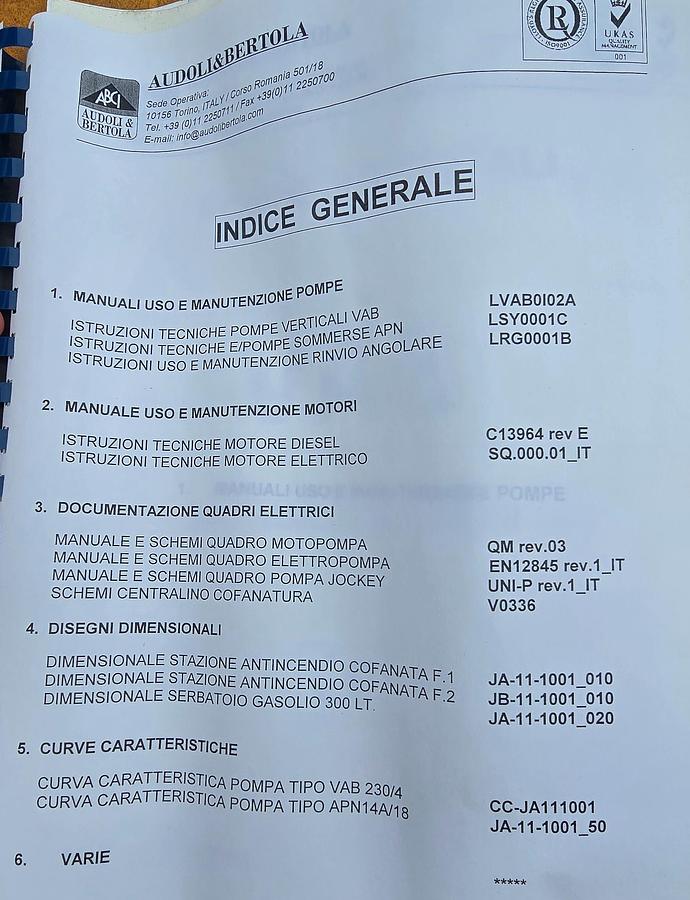 AUDOLI&BERTOLA
ABCI
AUDOLI & BERTOLA
Sede Operativa:
10156 Torino, ITALY / Corso Romania 501/18
Tel. +39 (0)11 2250711 / Fax +39(0)11 2250700
E-mail: info@audolibertola.com
ISO9001
UKAS
QUALITY
MANAGEMENT
001
INDICE GENERALE
1. MANUALI USO E MANUTENZIONE POMPE
ISTRUZIONI TECNICHE POMPE VERTICALI VAB LVAB0I02A
ISTRUZIONI TECNICHE E/POMPE SOMMERSE APN LSY0001C
ISTRUZIONI USO E MANUTENZIONE RINVIO ANGOLARE LRG0001B
2. MANUALE USO E MANUTENZIONE MOTORI
ISTRUZIONI TECNICHE MOTORE DIESEL C13964 rev E
ISTRUZIONI TECNICHE MOTORE ELETTRICO SQ.000.01_IT
3. DOCUMENTAZIONE QUADRI ELETTRICI
MANUALE E SCHEMI QUADRO MOTOPOMPA QM rev.03
MANUALE E SCHEMI QUADRO ELETTROPOMPA EN12845 rev.1_IT
MANUALE E SCHEMI QUADRO POMPA JOCKEY UNI-P rev.1_IT
SCHEMI CENTRALINO COFANATURA V0336
4. DISEGNI DIMENSIONALI
DIMENSIONALE STAZIONE ANTINCENDIO COFANATA F.1 JA-11-1001_010
DIMENSIONALE STAZIONE ANTINCENDIO COFANATA F.2 JB-11-1001_010
DIMENSIONALE SERBATOIO GASOLIO 300 LT. JA-11-1001_020
5. CURVE CARATTERISTICHE
CURVA CARATTERISTICA POMPA TIPO VAB 230/4 CC-JA111001
CURVA CARATTERISTICA POMPA TIPO APN14A/18 JA-11-1001_50
6. VARIE *****